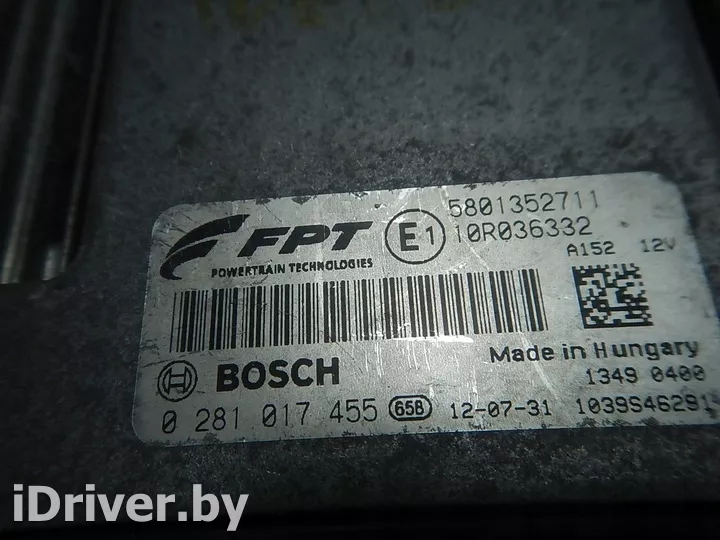 5801352711
FPT E1 10R036332
POWERTRAIN TECHNOLOGIES A152 12V
BOSCH Made in Hungary
1349 0400
0 281 017 455 658 12-07-31 1039S46291
iDriver.by